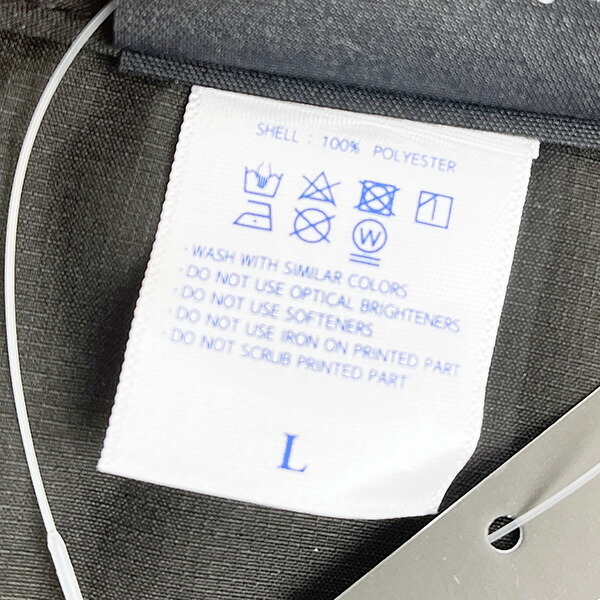 SHELL : 100% POLYESTER
W
· WASH WITH SIMILAR COLORS
· DO NOT USE OPTICAL BRIGHTENERS
· DO NOT USE SOFTENERS
· DO NOT USE IRON ON PRINTED PART
· DO NOT SCRUB PRINTED PART
L